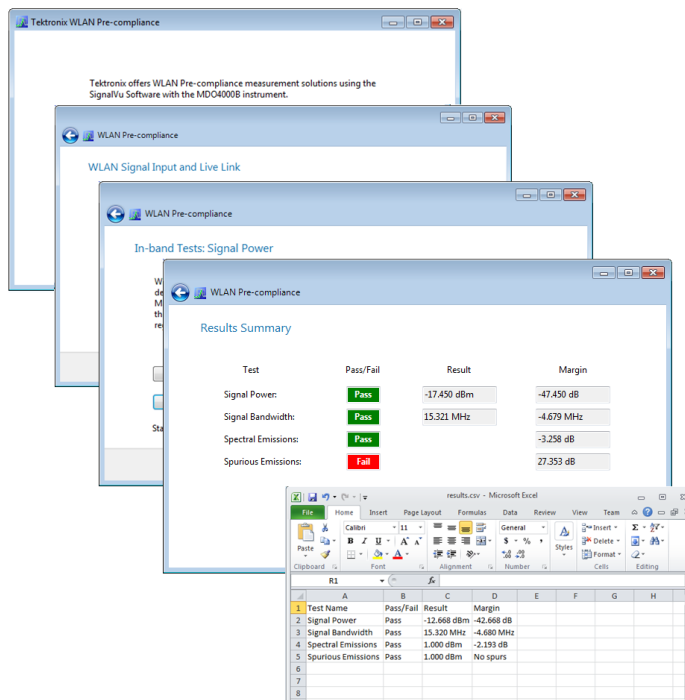 Tektronix WLAN Pre-compliance
Tektronix offers WLAN Pre-compliance measurement solutions using the
SignalVu Software with the MDO4000B instrument.
WLAN Pre-compliance
WLAN Signal Input and Live Link
WLAN Pre-compliance
In-band Tests: Signal Power
W
de
M
th
re
Sta
WLAN Pre-compliance
Results Summary
Test Pass/Fail Result Margin
Signal Power: Pass -17.450 dBm -47.450 dB
Signal Bandwidth: Pass 15.321 MHz -4.679 MHz
Spectral Emissions: Pass -3.258 dB
Spurious Emissions: Fail 27.353 dB
results.csv - Microsoft Excel
File Home Insert Page Layout Formulas Data Review View Team
Calibri 11 General Insert
Paste B I U A A $ % , Styles Delete
A Format
Clipboard Font Alignment Number Cells Editing
R1 fx
A B C D E F G H
1 Test Name Pass/Fail Result Margin
2 Signal Power Pass -12.668 dBm -42.668 dB
3 Signal Bandwidth Pass 15.320 MHz -4.680 MHz
4 Spectral Emissions Pass 1.000 dBm -2.193 dB
5 Spurious Emissions Pass 1.000 dBm No spurs
6
7
8